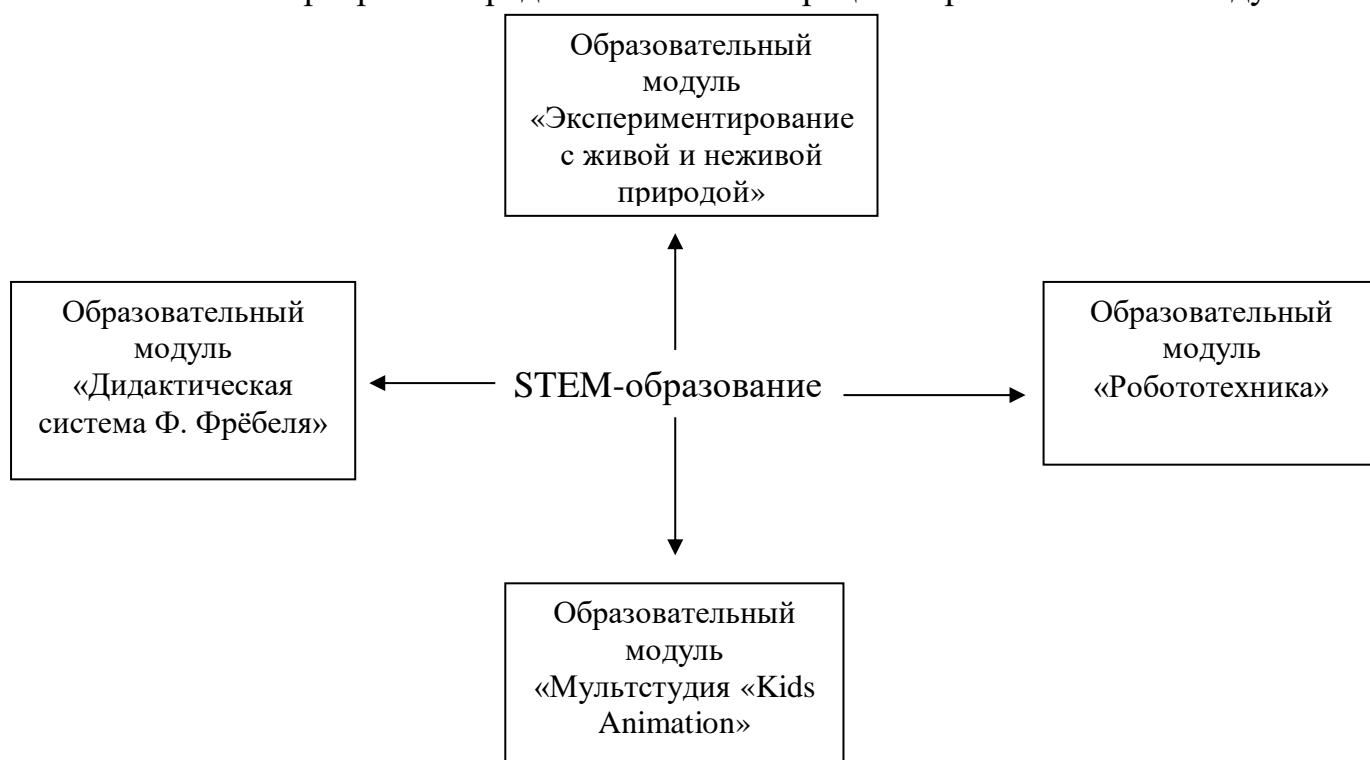 Образовательный
модуль
«Экспериментирование
с живой и неживой
природой»
Образовательный
модуль
«Дидактическая
система Ф. Фрёбеля»
STEM-образование
Образовательный
модуль
«Робототехника»
Образовательный
модуль
«Мультстудия «Kids
Animation»